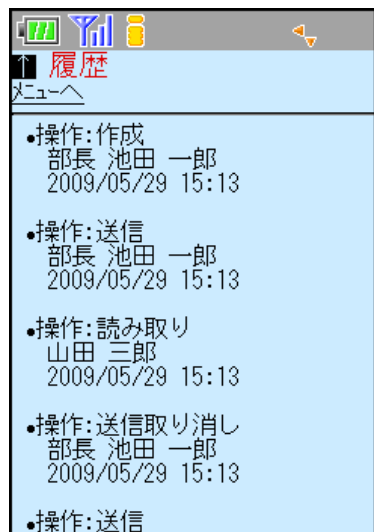 履歴
メニューへ
•操作:作成
部長 池田 一郎
2009/05/29 15:13
•操作:送信
部長 池田 一郎
2009/05/29 15:13
•操作:読み取り
山田 三郎
2009/05/29 15:13
•操作:送信取り消し
部長 池田 一郎
2009/05/29 15:13
•操作:送信